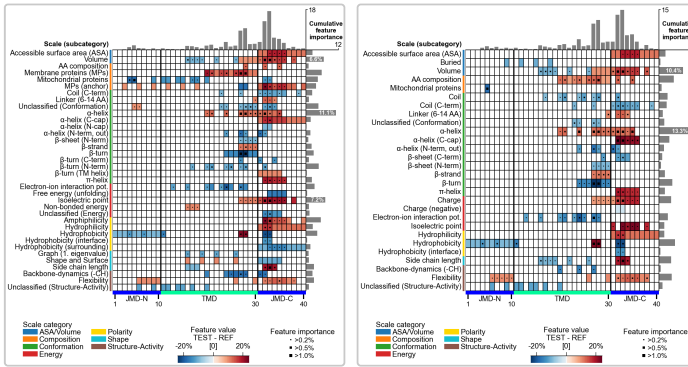 18
Cumulative
feature
importance
12
Scale (subcategory)
Accessible surface area (ASA)
Volume
AA composition
Membrane proteins (MPs)
Mitochondrial proteins
MPs (anchor)
Coil (C-term)
Linker (6-14 AA)
Unclassified (Conformation)
α-helix
11.1%
α-helix (C-cap)
α-helix (N-cap)
α-helix (N-term, out)
β-sheet (N-term)
β-strand
β-turn
β-turn (C-term)
β-turn (N-term)
β-turn (TM helix)
π-helix
Electron-ion interaction pot.
Free energy (unfolding)
Isoelectric point
Non-bonded energy
Unclassified (Energy)
Amphiphilicity
Hydrophilicity
Hydrophobicity
Hydrophobicity (interface)
Hydrophobicity (surrounding)
Graph (1. eigenvalue)
Shape and Surface
Side chain length
Backbone-dynamics (-CH)
Flexibility
Unclassified (Structure-Activity)
1 JMD-N 10 TMD 30 JMD-C 40
Scale category
ASA/Volume
Composition
Conformation
Energy
Polarity
Shape
Structure-Activity
Feature value
TEST - REF
-20% [0] 20%
Feature importance
>0.2%
>0.5%
>1.0%
15
Cumulative
feature
importance
Scale (subcategory)
Accessible surface area (ASA)
Buried
Volume
10.4%
AA composition
Mitochondrial proteins
Coil
Coil (C-term)
Linker (6-14 AA)
Unclassified (Conformation)
α-helix
13.3%
α-helix (C-cap)
α-helix (N-term, out)
β-sheet (C-term)
β-sheet (N-term)
β-strand
β-turn
π-helix
Charge
Charge (negative)
Electron-ion interaction pot.
Isoelectric point
Hydrophilicity
Hydrophobicity
Hydrophobicity (interface)
Side chain length
Backbone-dynamics (-CH)
Flexibility
Unclassified (Structure-Activity)
1 JMD-N 10 TMD 30 JMD-C 40
Scale category
ASA/Volume
Composition
Conformation
Energy
Polarity
Shape
Structure-Activity
Feature value
TEST - REF
-20% [0] 20%
Feature importance
>0.2%
>0.5%
>1.0%